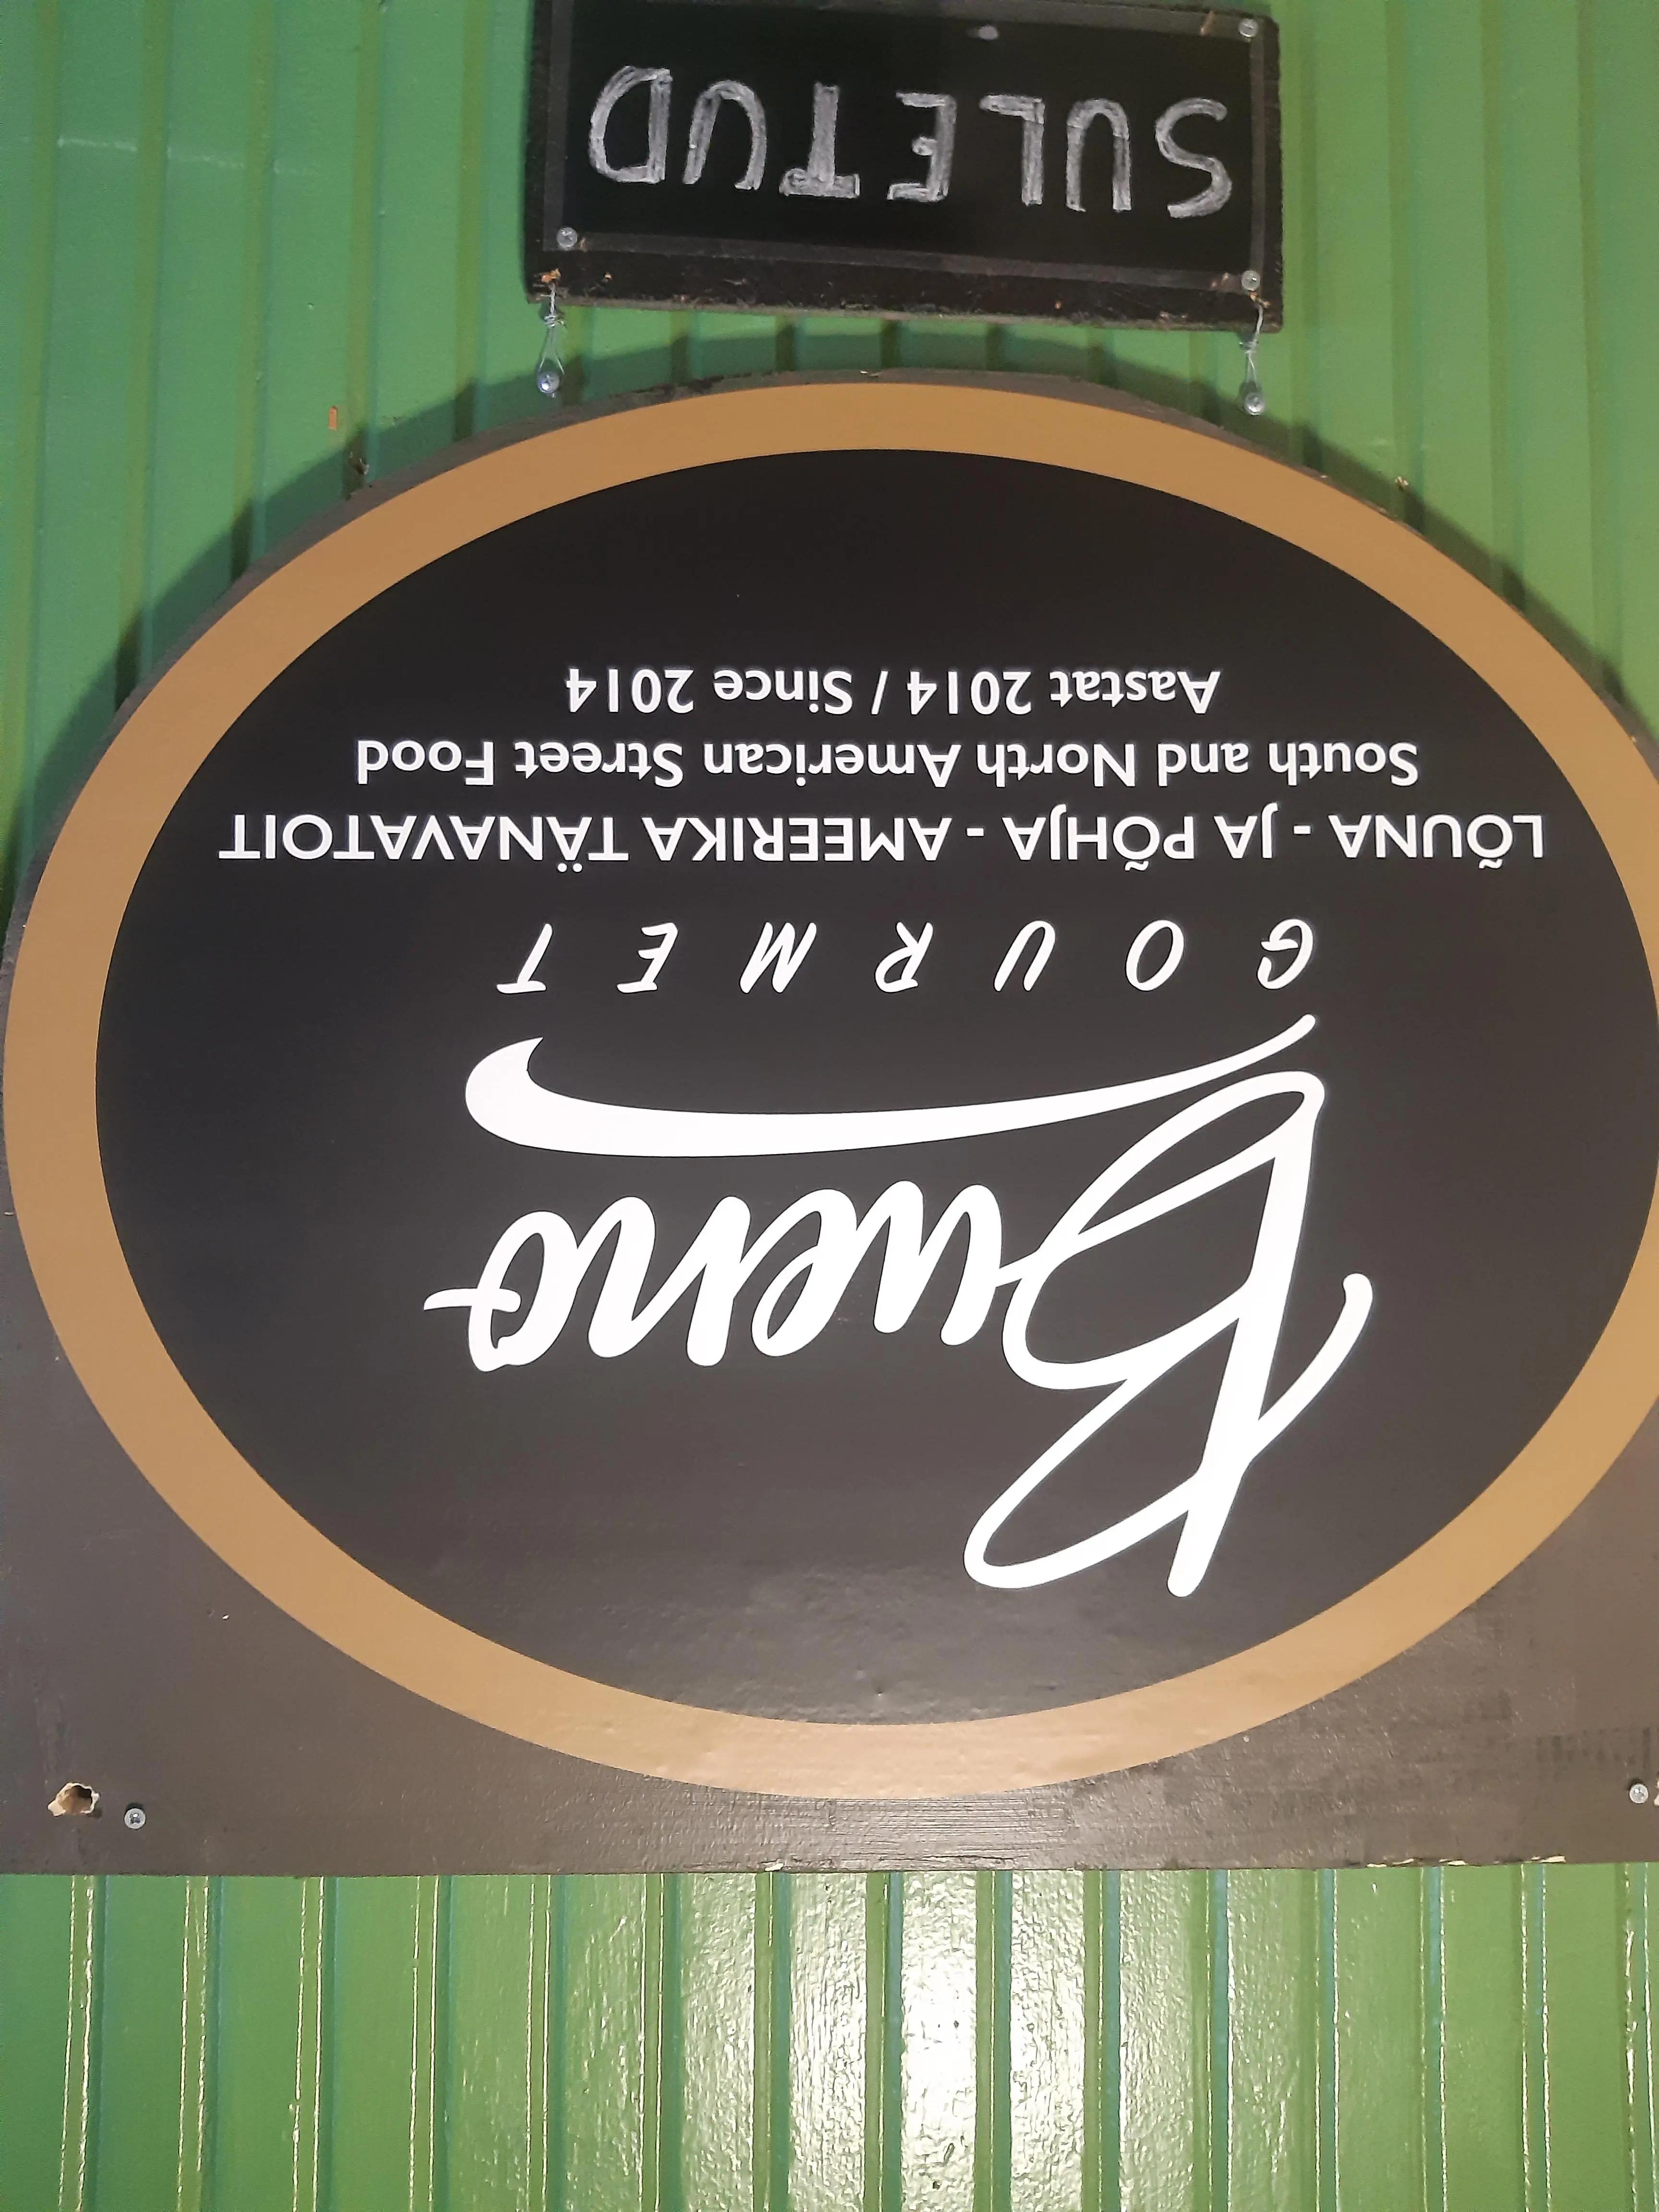 Bueno
GOURMET
LÕUNA - JA PÕHJA - AMEERIKA TÄNAVATOIT
South and North American Street Food
Aastat 2014 / Since 2014
SULETUD